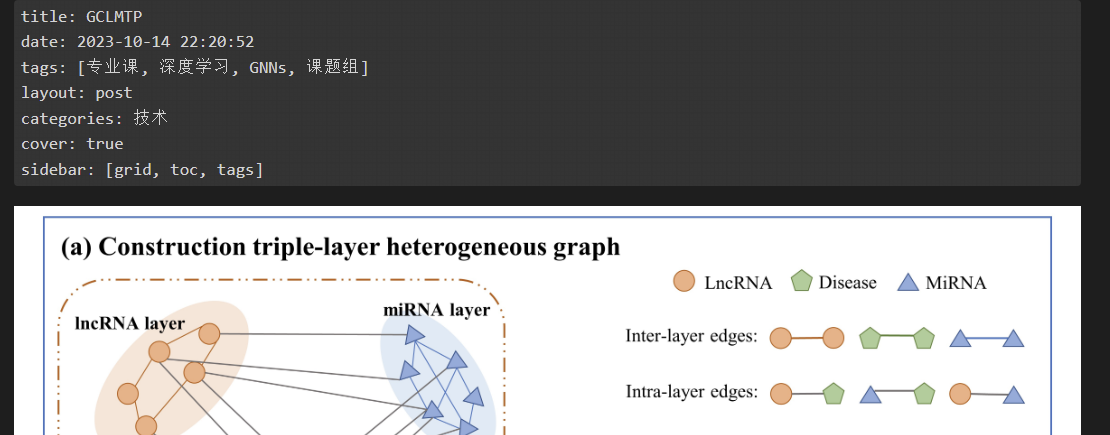 title: GCLMTP
date: 2023-10-14 22:20:52
tags: [专业课, 深度学习, GNNs, 课题组]
layout: post
categories: 技术
cover: true
sidebar: [grid, toc, tags]
(a) Construction triple-layer heterogeneous graph
LncRNA Disease MiRNA
lncRNA layer
miRNA layer
Inter-layer edges:
Intra-layer edges: